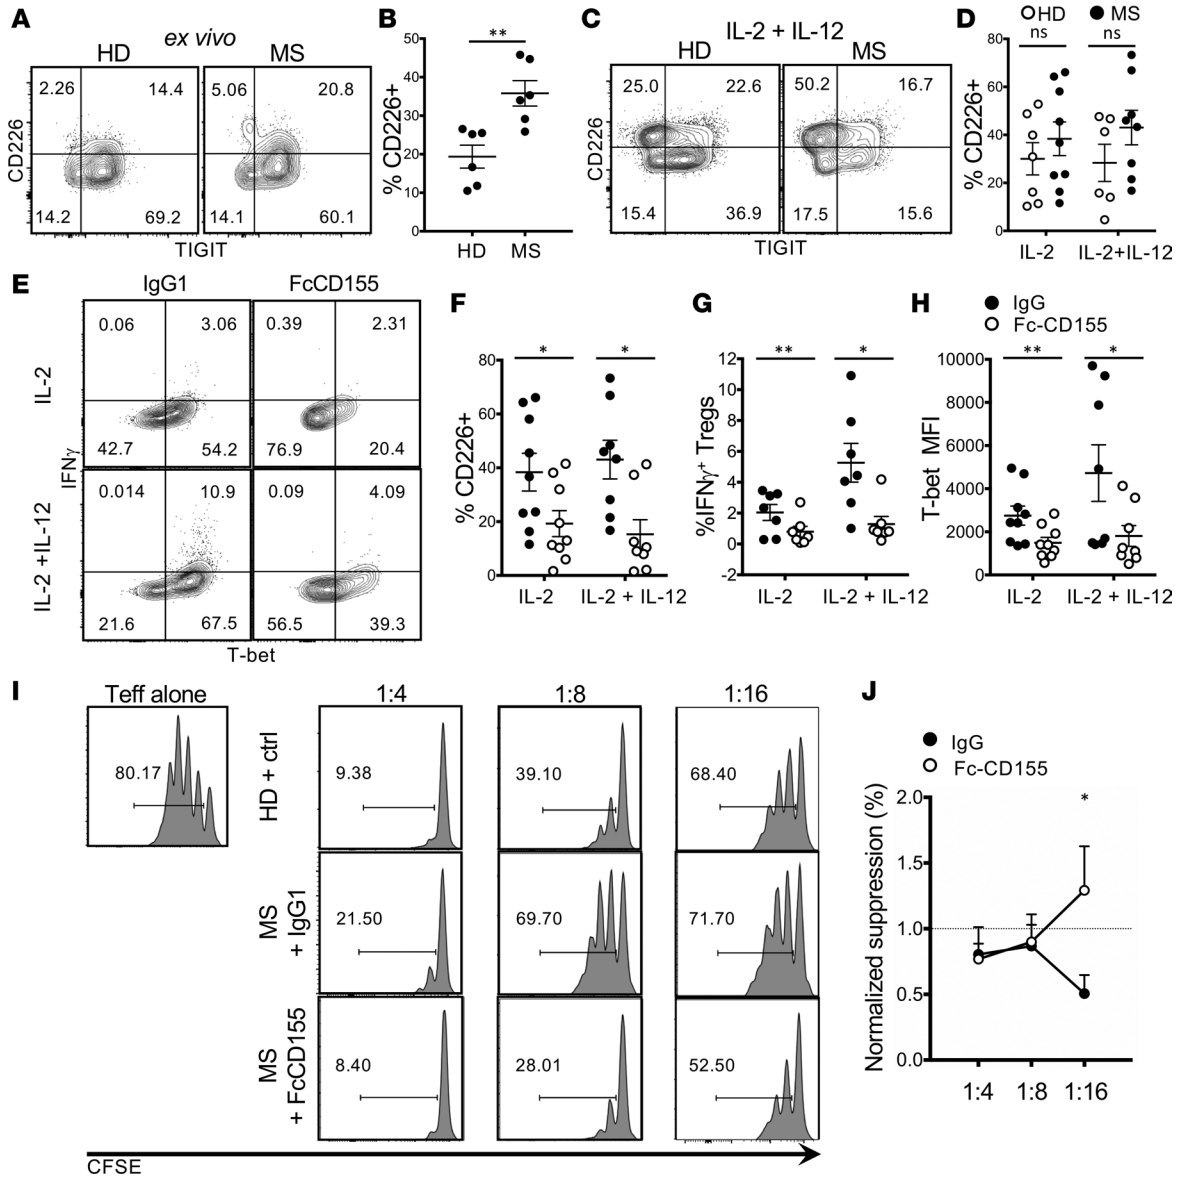 A
ex vivo
HD
MS
2.26
14.4
14.2
69.2
5.06
20.8
14.1
60.1
CD226
TIGIT
B
**
50
40
30
20
10
0
% CD226+
HD
MS
C
IL-2 + IL-12
HD
MS
25.0
22.6
15.4
36.9
50.2
16.7
17.5
15.6
CD226
TIGIT
D
HD
MS
ns
ns
80
60
40
20
0
% CD226+
IL-2
IL-2+IL-12
E
IgG1
FcCD155
IL-2
0.06
3.06
42.7
54.2
0.39
2.31
76.9
20.4
IFNγ
IL-2 +IL-12
0.014
10.9
21.6
67.5
0.09
4.09
56.5
39.3
T-bet
F
*
*
80
60
40
20
0
% CD226+
IL-2
IL-2 + IL-12
G
**
*
12
10
8
6
4
2
0
-2
%IFNγ+ Tregs
IL-2
IL-2 + IL-12
H
IgG
Fc-CD155
**
*
10000
8000
6000
4000
2000
0
T-bet MFI
IL-2
IL-2 + IL-12
I
Teff alone
1:4
1:8
1:16
80.17
HD + ctrl
9.38
39.10
68.40
MS
+ IgG1
21.50
69.70
71.70
MS
+ FcCD155
8.40
28.01
52.50
CFSE
J
IgG
Fc-CD155
*
2.0
1.5
1.0
0.5
0.0
Normalized suppression (%)
1:4
1:8
1:16